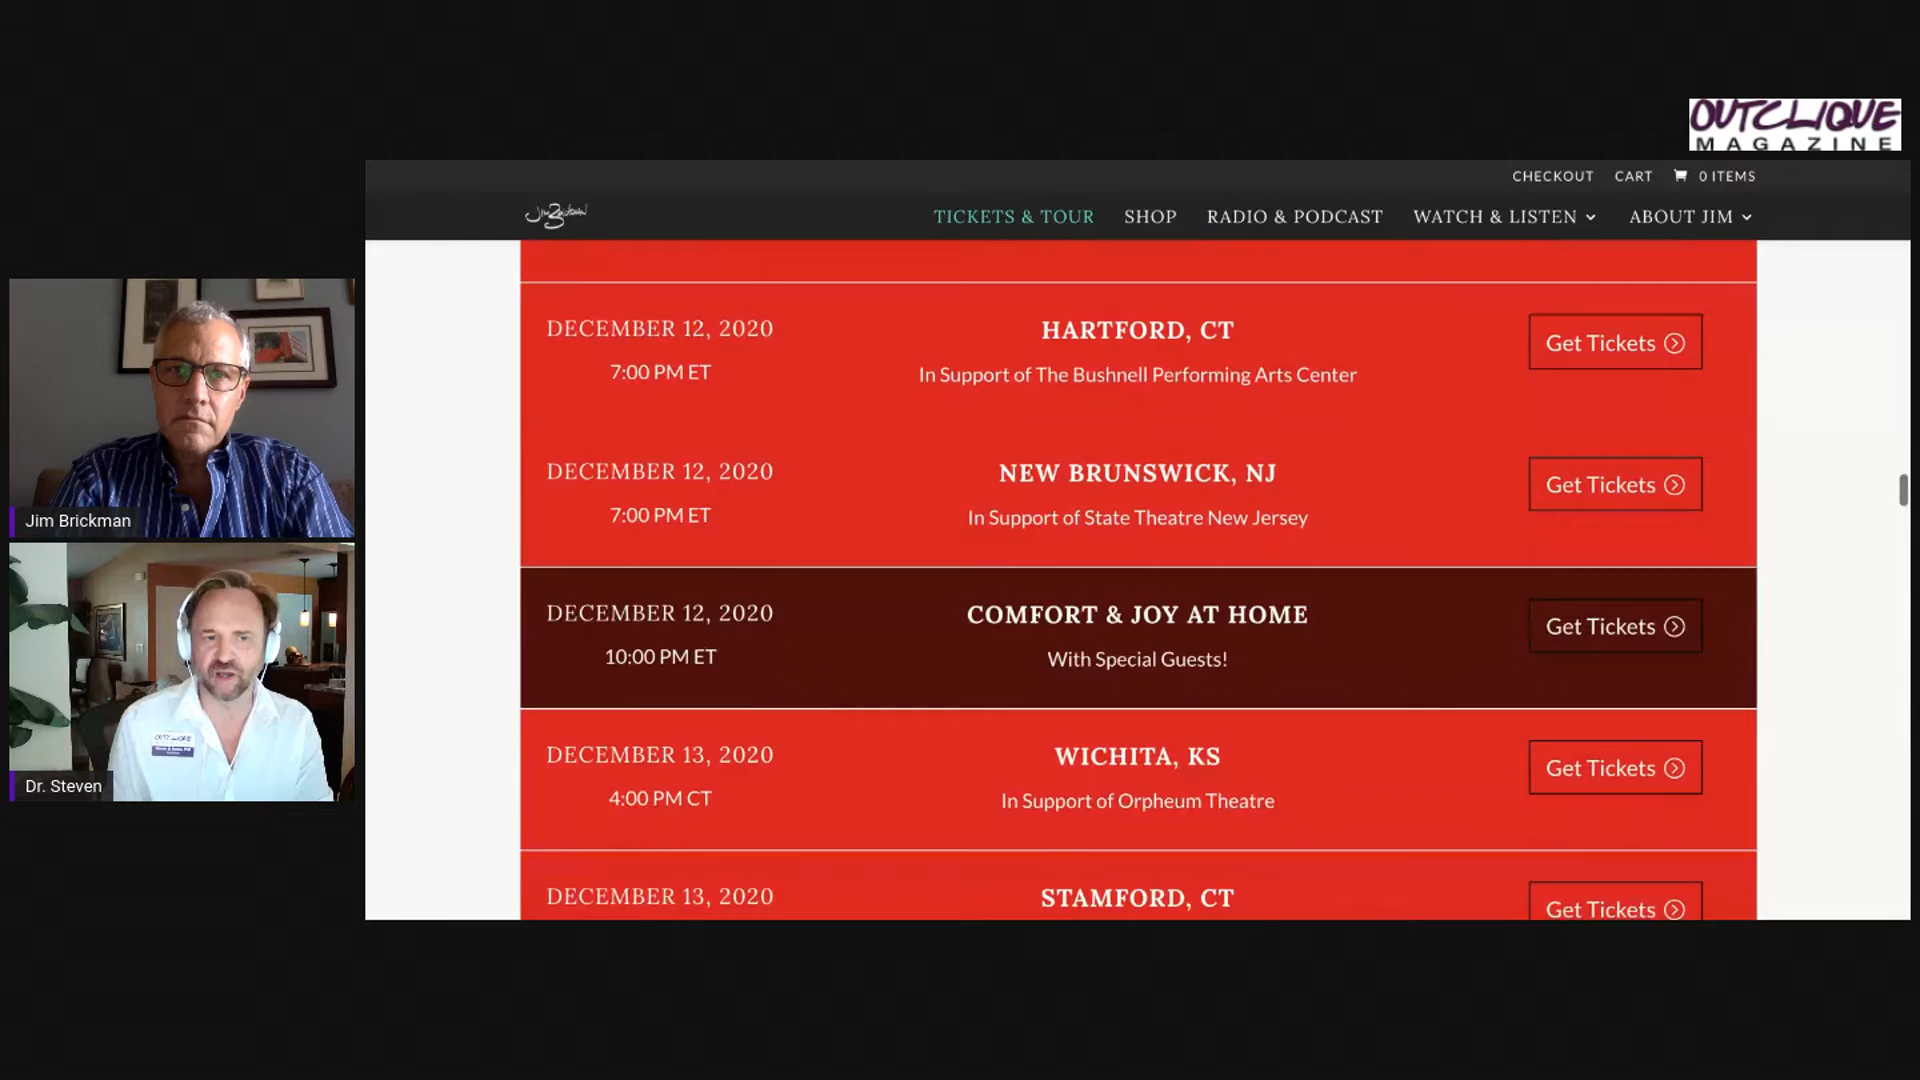 OUTCLIQUE
MAGAZINE
CHECKOUT CART 0 ITEMS
Jim Brickman
TICKETS & TOUR SHOP RADIO & PODCAST WATCH & LISTEN ABOUT JIM
DECEMBER 12, 2020 HARTFORD, CT Get Tickets
7:00 PM ET In Support of The Bushnell Performing Arts Center
DECEMBER 12, 2020 NEW BRUNSWICK, NJ Get Tickets
7:00 PM ET In Support of State Theatre New Jersey
DECEMBER 12, 2020 COMFORT & JOY AT HOME Get Tickets
10:00 PM ET With Special Guests!
DECEMBER 13, 2020 WICHITA, KS Get Tickets
4:00 PM CT In Support of Orpheum Theatre
DECEMBER 13, 2020 STAMFORD, CT Get Tickets
Jim Brickman
OUTCLIQUE
Dr. Steven